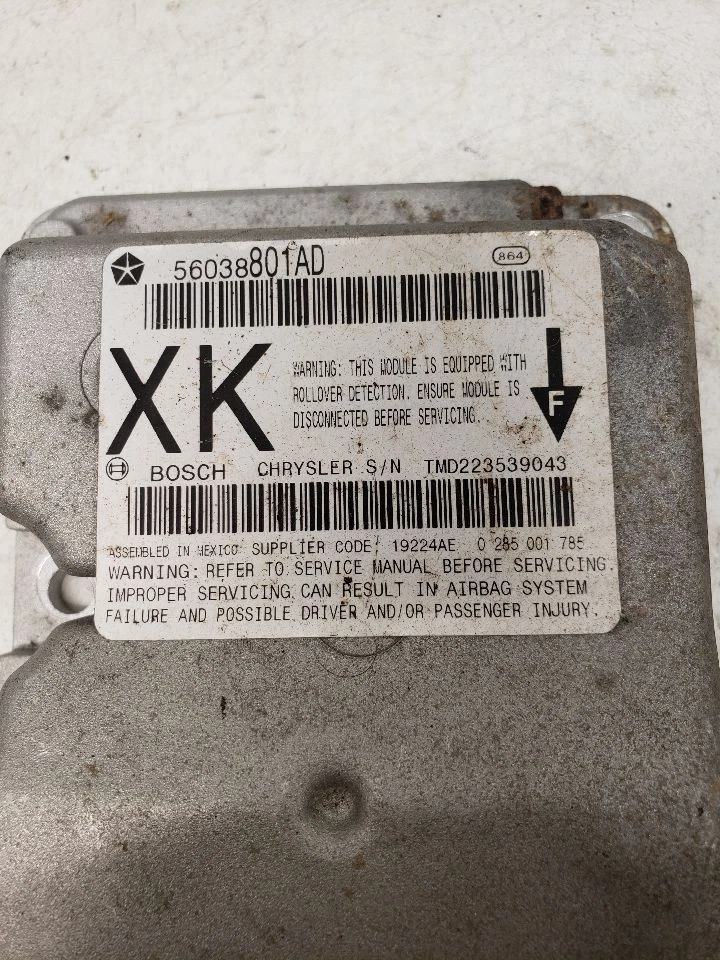 56038801AD 864
XK
WARNING: THIS MODULE IS EQUIPPED WITH
ROLLOVER DETECTION. ENSURE MODULE IS
DISCONNECTED BEFORE SERVICING.
F
BOSCH CHRYSLER S/N TMD223539043
ASSEMBLED IN MEXICO SUPPLIER CODE: 19224AE 0 285 001 785
WARNING: REFER TO SERVICE MANUAL BEFORE SERVICING.
IMPROPER SERVICING CAN RESULT IN AIRBAG SYSTEM
FAILURE AND POSSIBLE DRIVER AND/OR PASSENGER INJURY.